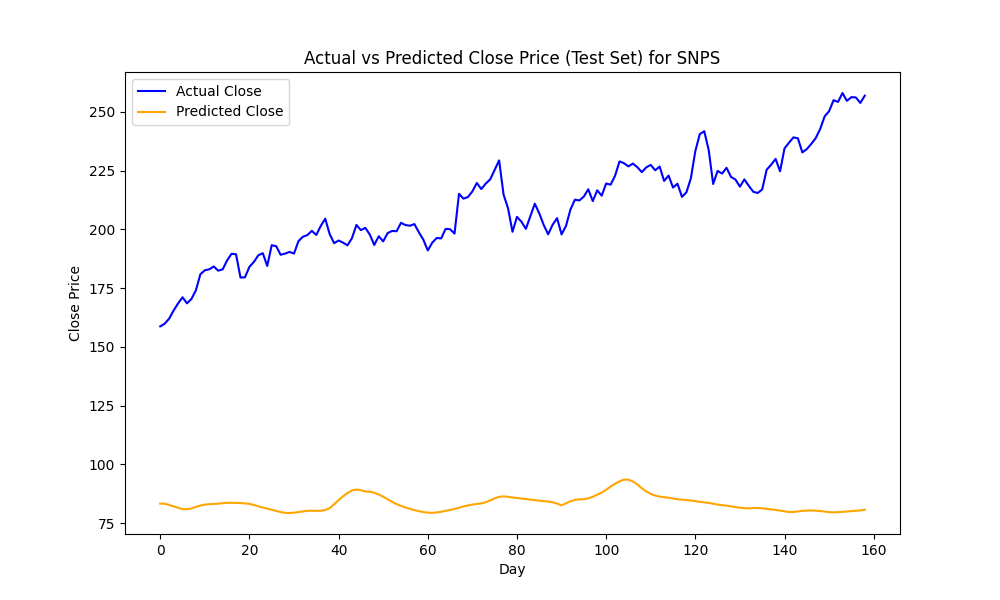 Actual vs Predicted Close Price (Test Set) for SNPS
Actual Close
Predicted Close
Close Price
250
225
200
175
150
125
100
75
0 20 40 60 80 100 120 140 160
Day